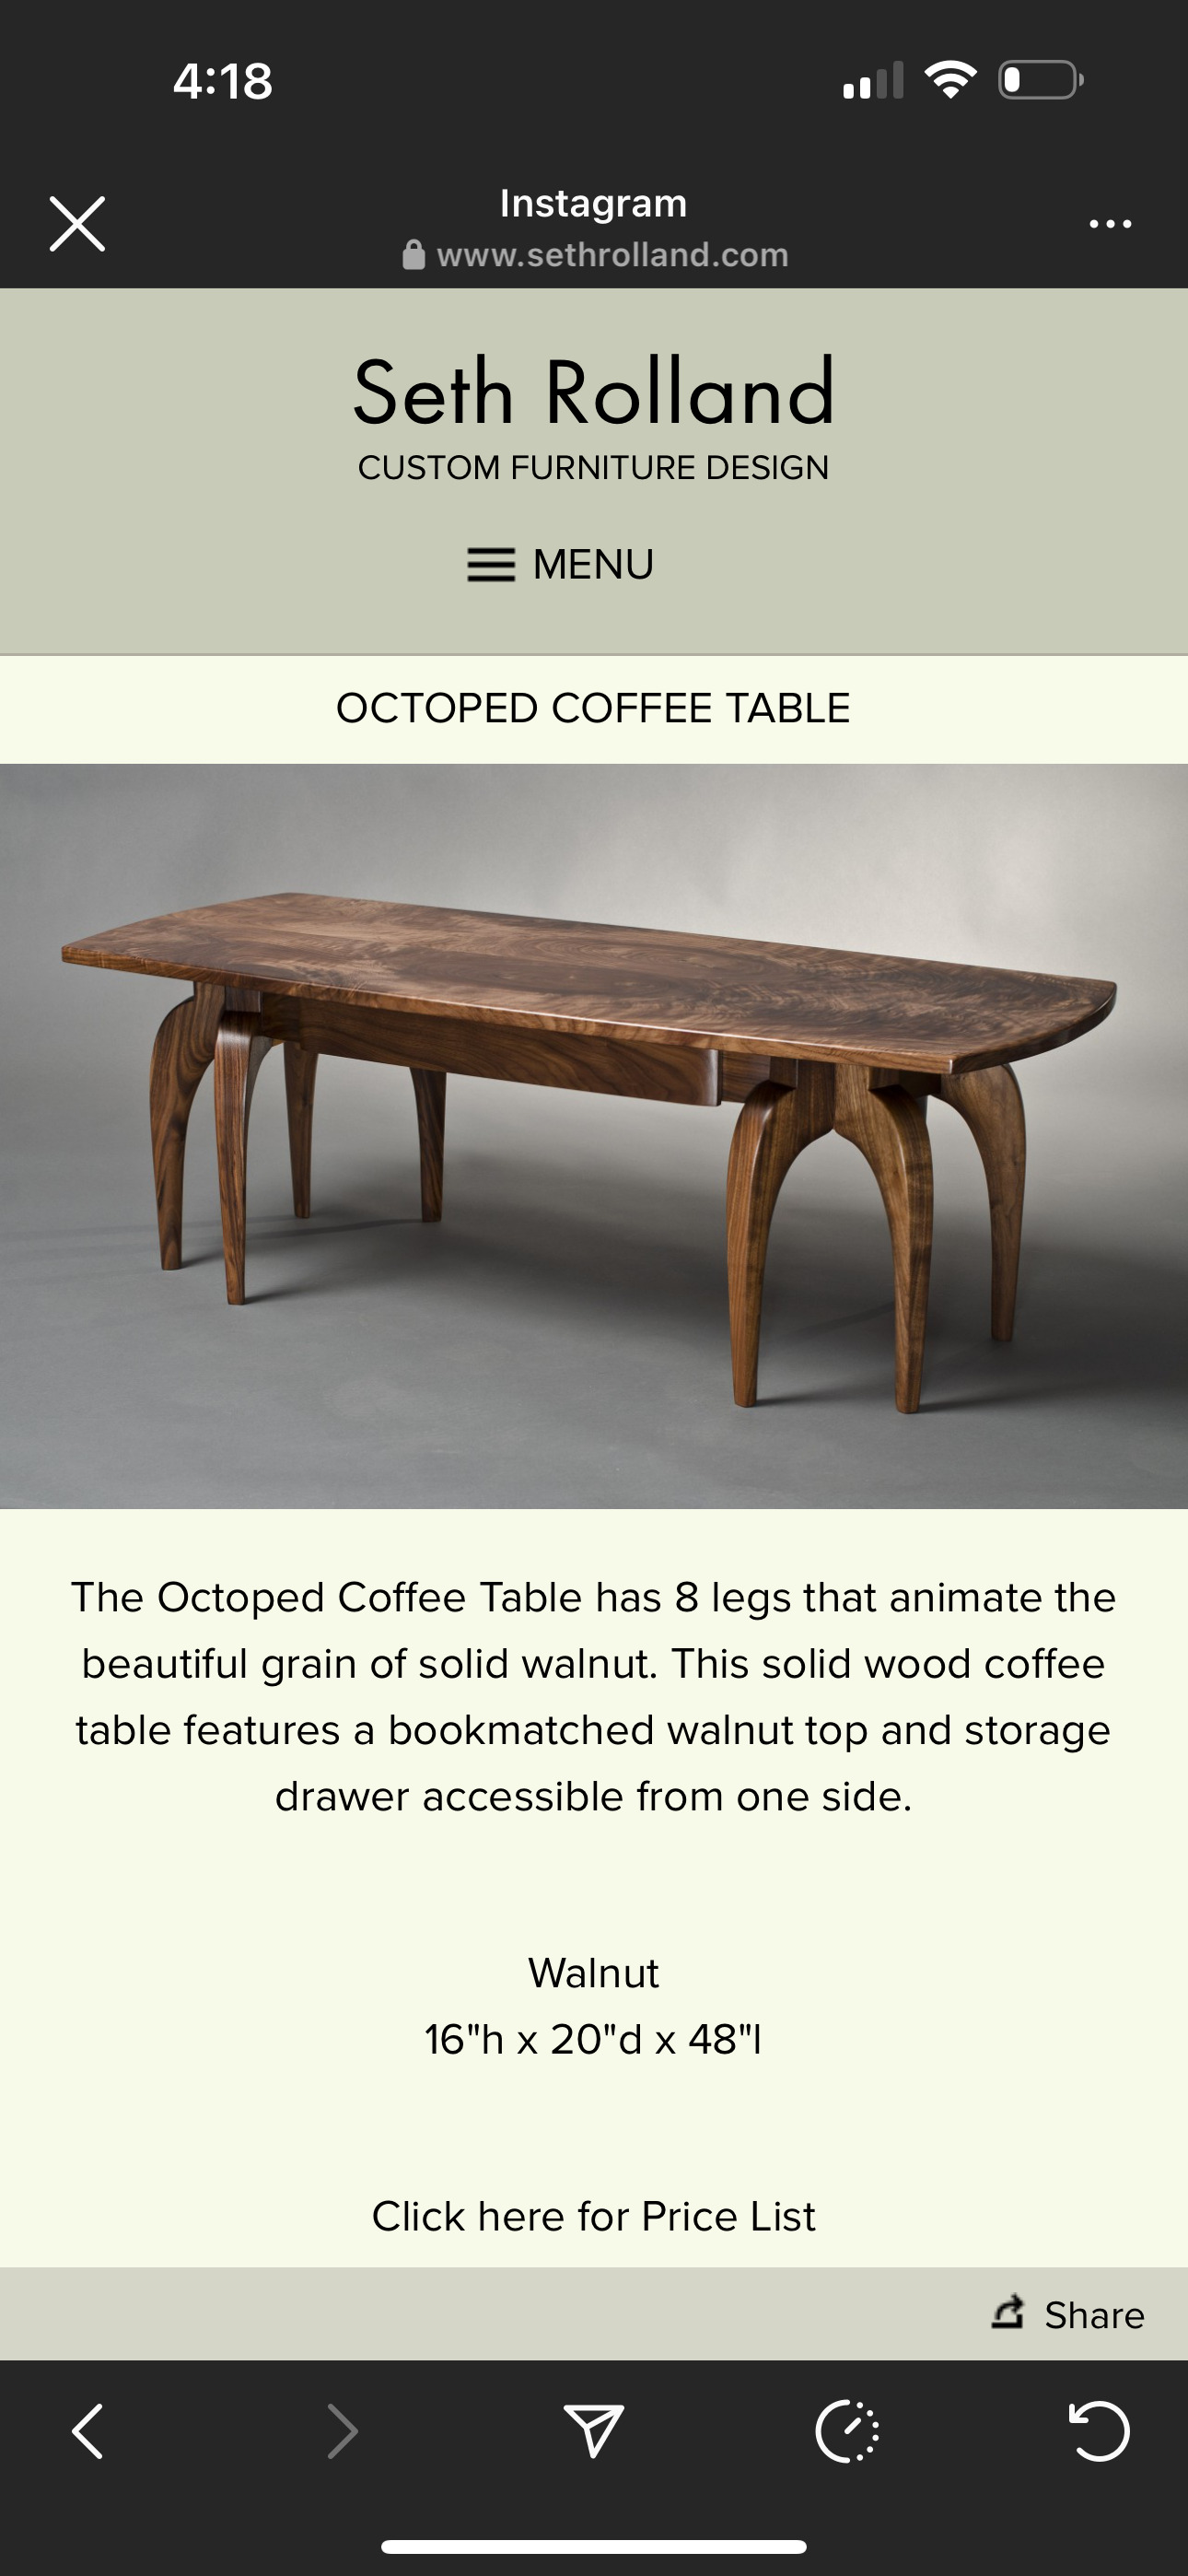 4:18
Instagram
www.sethrolland.com
Seth Rolland
CUSTOM FURNITURE DESIGN
MENU
OCTOPED COFFEE TABLE
The Octoped Coffee Table has 8 legs that animate the
beautiful grain of solid walnut. This solid wood coffee
table features a bookmatched walnut top and storage
drawer accessible from one side.
Walnut
16"h x 20"d x 48"l
Click here for Price List
Share